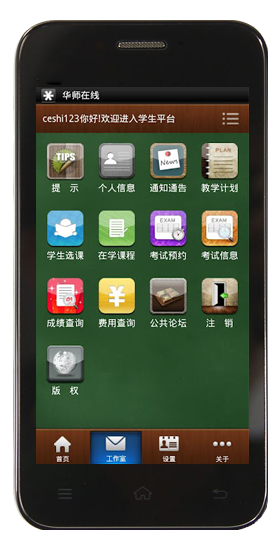 华师在线
ceshi123你好!欢迎进入学生平台
TIPS
News
PLAN
提 示
个人信息
通知通告
教学计划
EXAM
EXAM
学生选课
在学课程
考试预约
考试信息
成绩查询
费用查询
公共论坛
注 销
版 权
首页
工作室
设置
关于